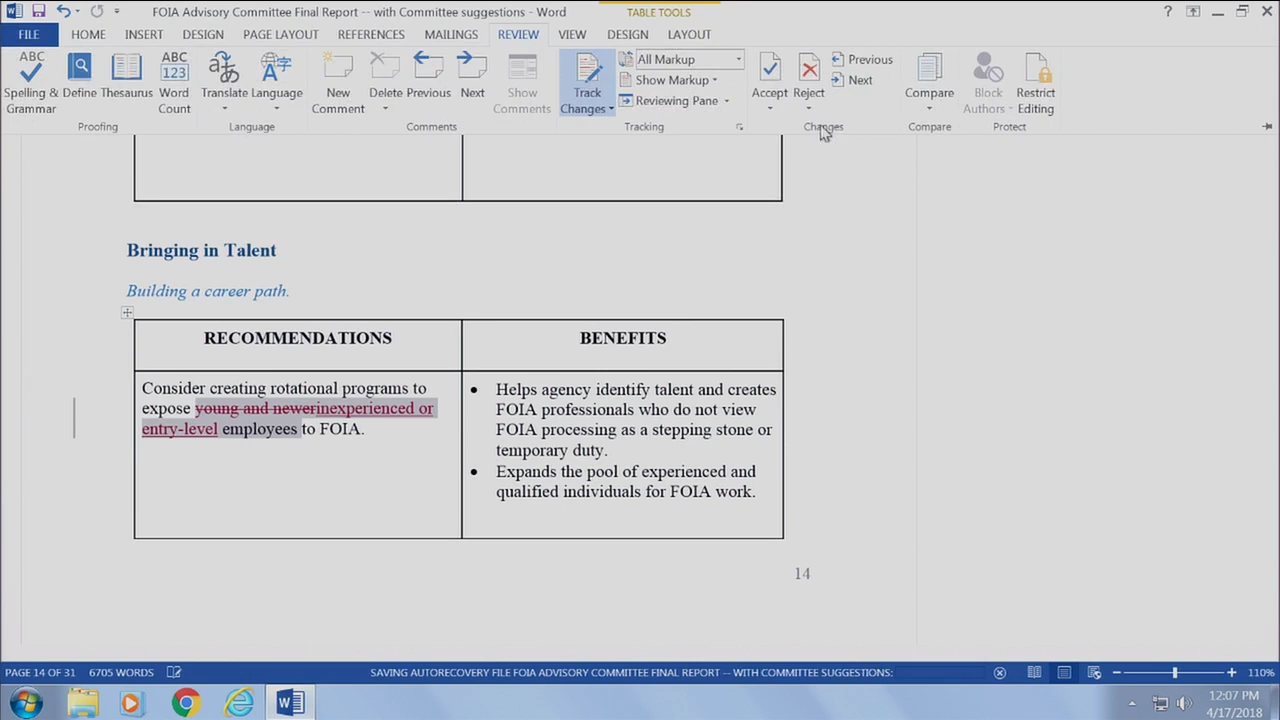 FOIA Advisory Committee Final Report -- with Committee suggestions - Word
TABLE TOOLS
?
FILE
HOME
INSERT
DESIGN
PAGE LAYOUT
REFERENCES
MAILINGS
REVIEW
VIEW
DESIGN
LAYOUT
ABC
Spelling &
Grammar
Define
Thesaurus
ABC
123
Word
Count
Translate
Language
New
Comment
Delete
Previous
Next
Show
Comments
Track
Changes
All Markup
Show Markup
Reviewing Pane
Accept
Reject
Previous
Next
Compare
Block
Authors
Restrict
Editing
Proofing
Language
Comments
Tracking
Changes
Compare
Protect
Bringing in Talent
Building a career path.
RECOMMENDATIONS
BENEFITS
Consider creating rotational programs to
expose young and newerinexperienced or
entry-level employees to FOIA.
• Helps agency identify talent and creates
FOIA professionals who do not view
FOIA processing as a stepping stone or
temporary duty.
• Expands the pool of experienced and
qualified individuals for FOIA work.
14
PAGE 14 OF 31
6705 WORDS
SAVING AUTORECOVERY FILE FOIA ADVISORY COMMITTEE FINAL REPORT -- WITH COMMITTEE SUGGESTIONS:
110%
12:07 PM
4/17/2018